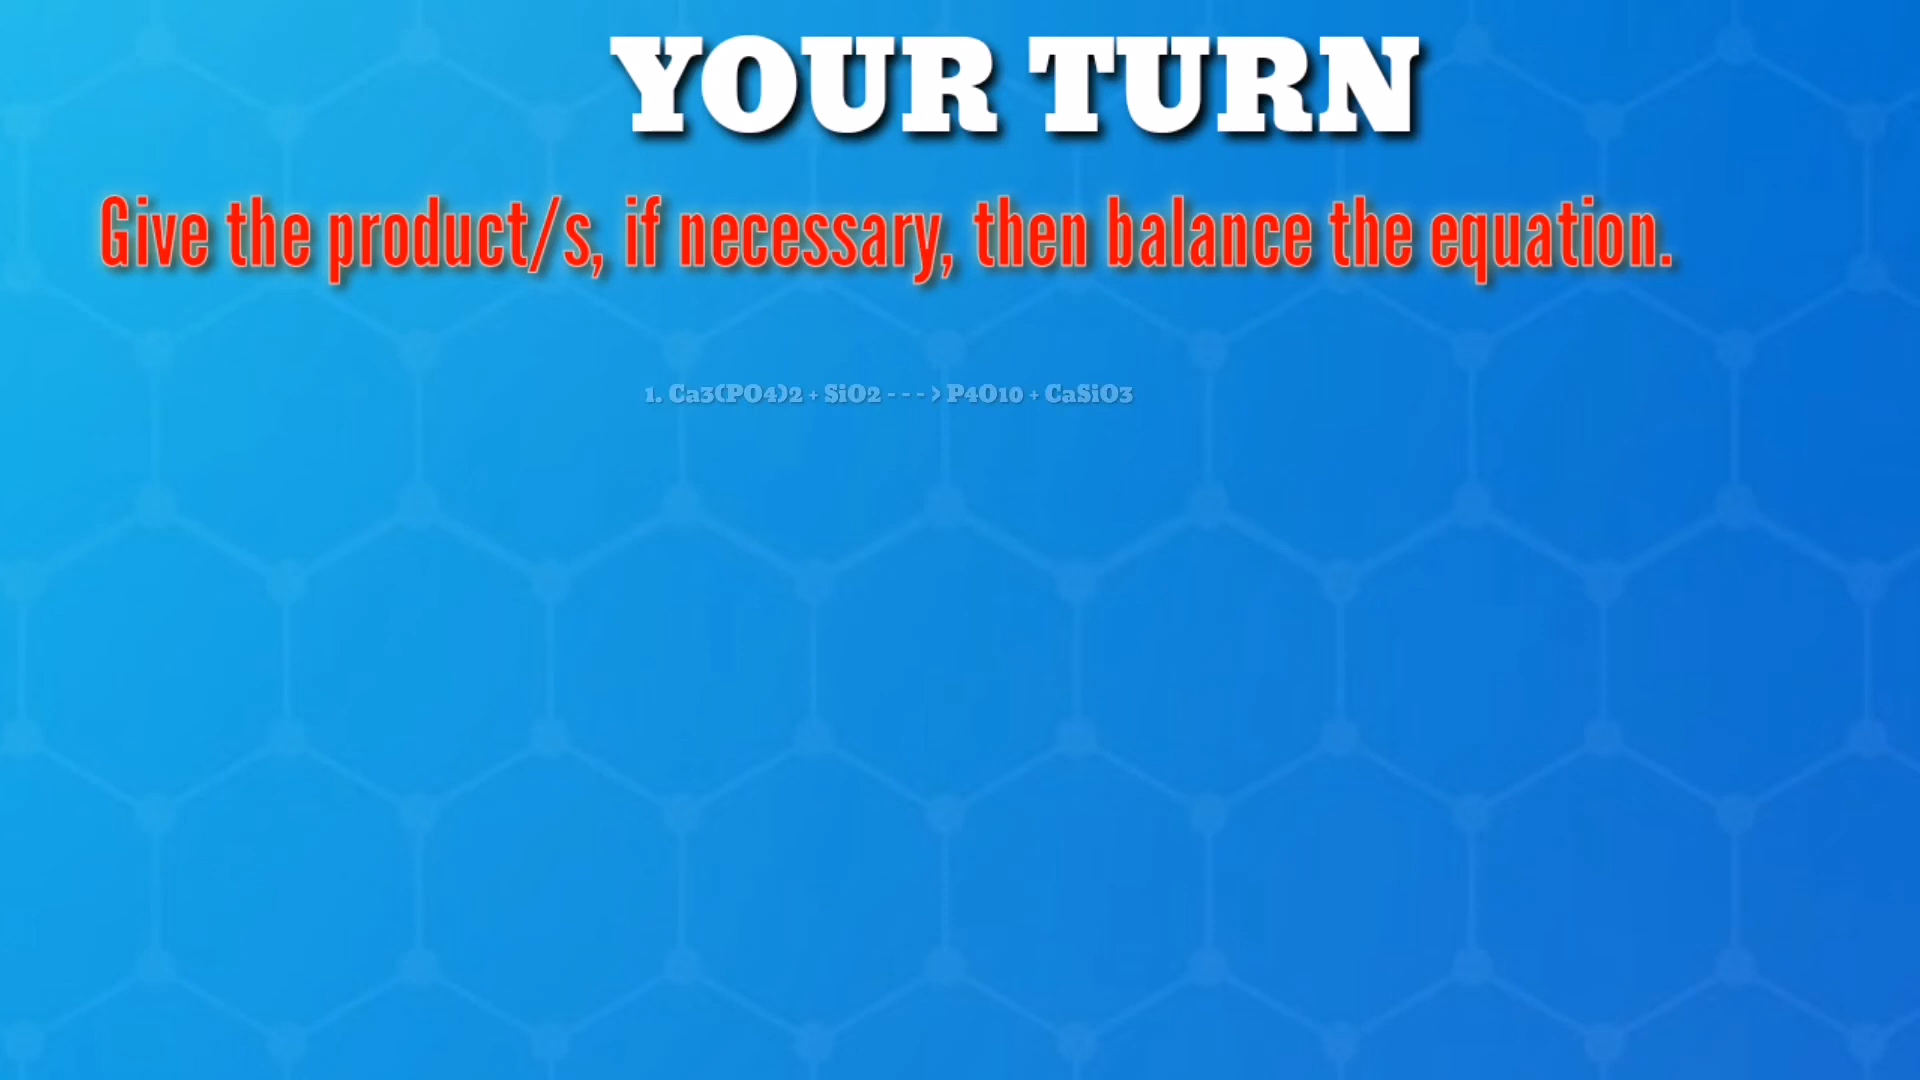 YOUR TURN
Give the product/s, if necessary, then balance the equation.
1. Ca3(PO4)2 + SiO2 - - - > P4O10 + CaSiO3